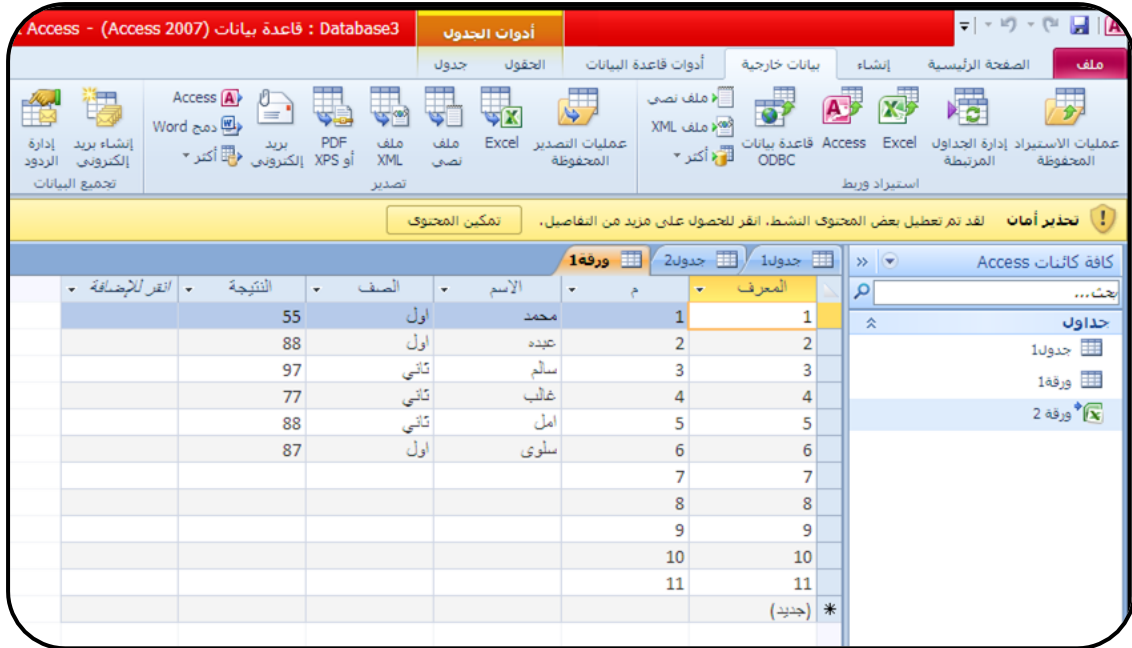 أدوات الجدول
Database3 : قاعدة بيانات (Access 2007) - Access
ملف الصفحة الرئيسية إنشاء بيانات خارجية أدوات قاعدة البيانات الحقول جدول
عمليات الاستيراد المحفوظة
إدارة الجداول المرتبطة
Excel
Access
قاعدة بيانات ODBC
ملف نصي
ملف XML
أكثر
استيراد وربط
عمليات التصدير المحفوظة
Excel
ملف نصي
ملف XML
PDF أو XPS
بريد إلكتروني
Access
دمج Word
أكثر
تصدير
إنشاء بريد إلكتروني
إدارة الردود
تجميع البيانات
تحذير أمان لقد تم تعطيل بعض المحتوى النشط، انقر للحصول على مزيد من التفاصيل. تمكين المحتوى
كافة كائنات Access
بحث...
جداول
جدول1
ورقة1
ورقة 2
جدول1 جدول2 ورقة1
المعرف م الاسم الصف النتيجة انقر للإضافة
1 1 محمد اول 55
2 2 عبده اول 88
3 3 سالم ثاني 97
4 4 غالب ثاني 77
5 5 امل ثاني 88
6 6 سلوى اول 87
7 7
8 8
9 9
10 10
11 11
(جديد)